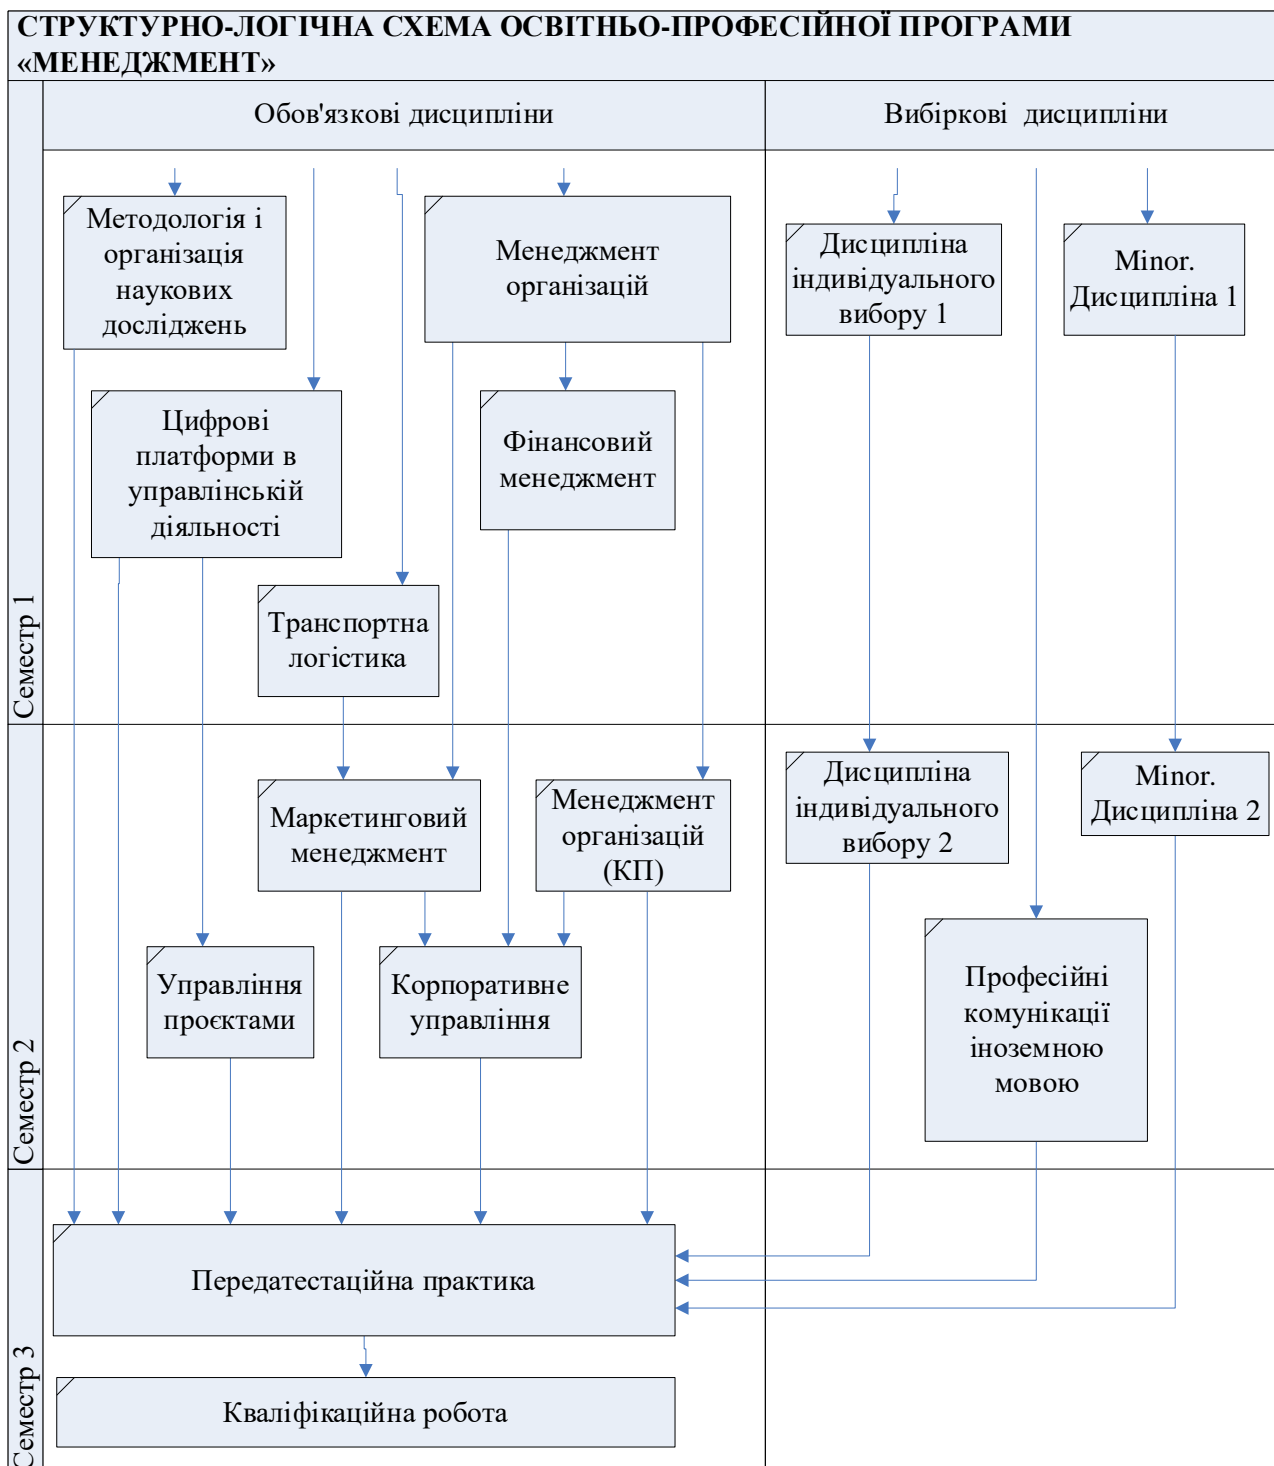 СТРУКТУРНО-ЛОГІЧНА СХЕМА ОСВІТНЬО-ПРОФЕСІЙНОЇ ПРОГРАМИ
«МЕНЕДЖМЕНТ»
Обов'язкові дисципліни
Вибіркові дисципліни
Семестр 1
Методологія і
організація
наукових
досліджень
Менеджмент
організацій
Дисципліна
індивідуального
вибору 1
Minor.
Дисципліна 1
Цифрові
платформи в
управлінській
діяльності
Фінансовий
менеджмент
Транспортна
логістика
Семестр 2
Маркетинговий
менеджмент
Менеджмент
організацій
(КП)
Дисципліна
індивідуального
вибору 2
Minor.
Дисципліна 2
Управління
проєктами
Корпоративне
управління
Професійні
комунікації
іноземною
мовою
Семестр 3
Передатестаційна практика
Кваліфікаційна робота